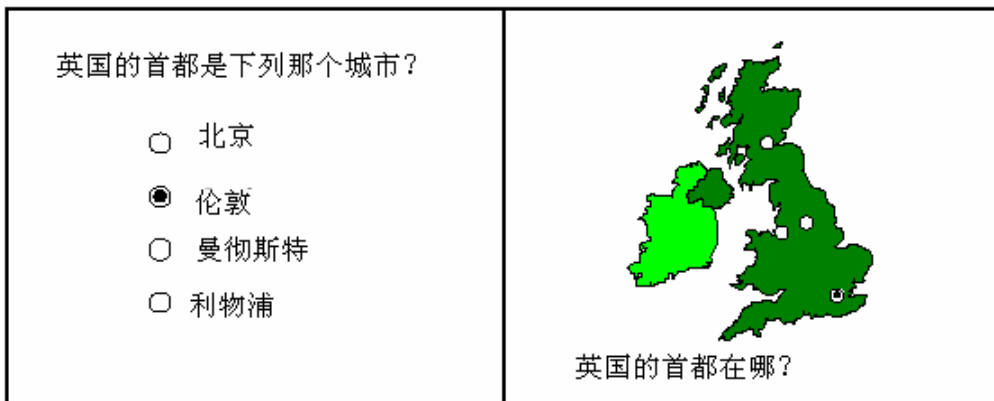 英国的首都是下列那个城市？
北京
伦敦
曼彻斯特
利物浦
英国的首都在哪？